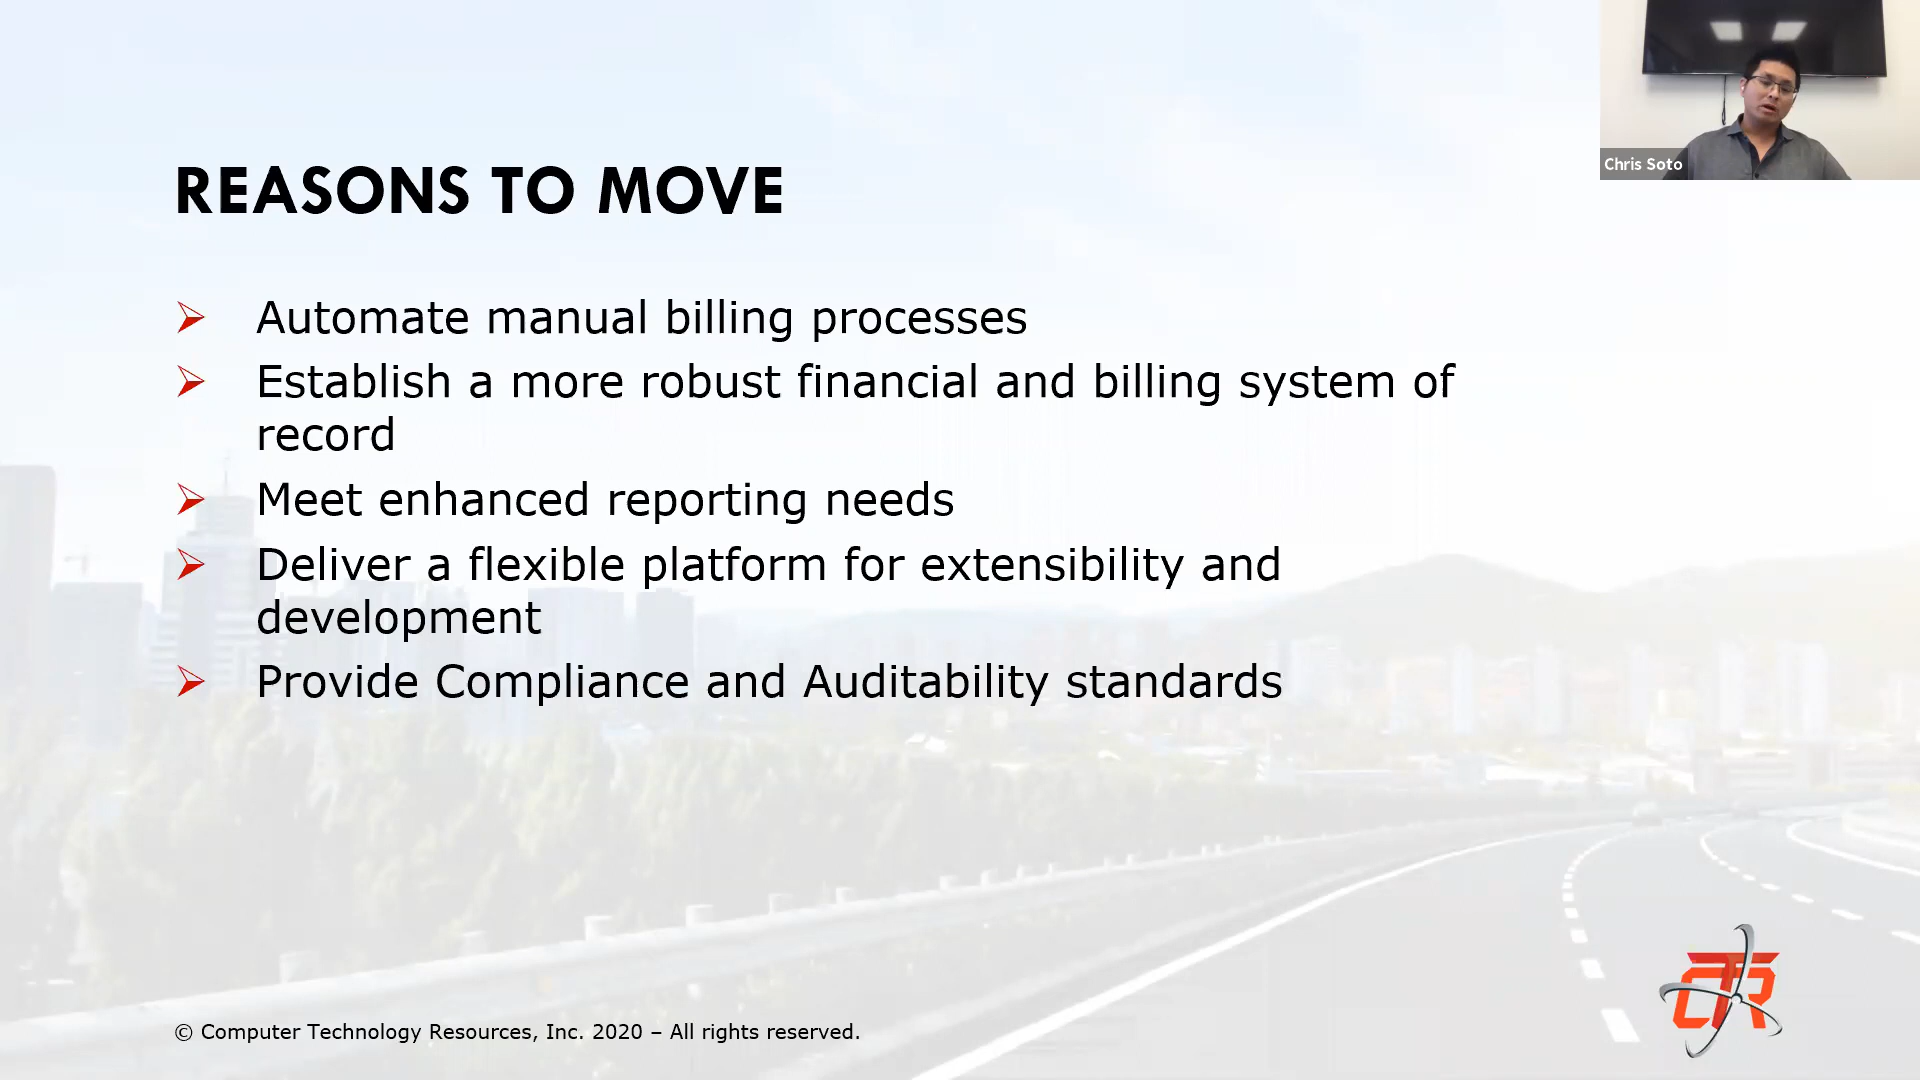 Chris Soto
REASONS TO MOVE
Automate manual billing processes
Establish a more robust financial and billing system of
record
Meet enhanced reporting needs
Deliver a flexible platform for extensibility and
development
Provide Compliance and Auditability standards
CTR
© Computer Technology Resources, Inc. 2020 – All rights reserved.